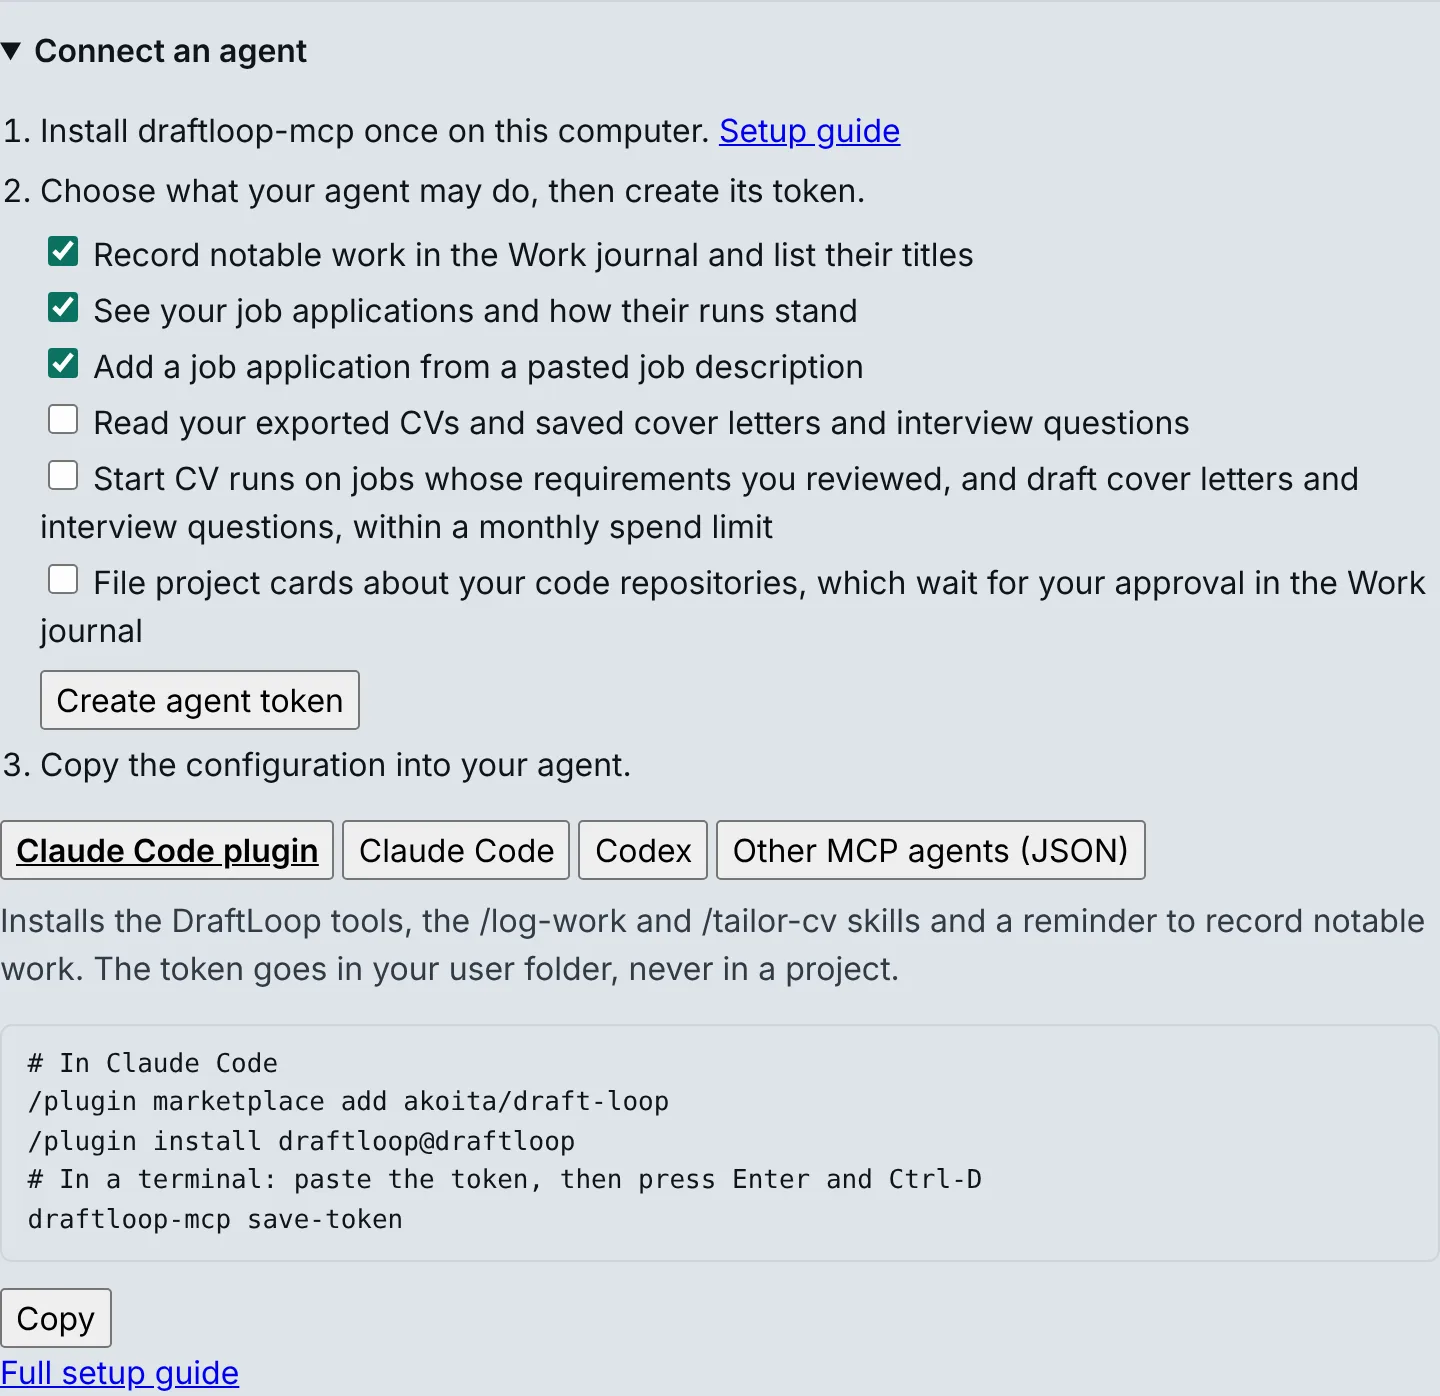 Connect an agent
1. Install draftloop-mcp once on this computer. Setup guide
2. Choose what your agent may do, then create its token.
Record notable work in the Work journal and list their titles
See your job applications and how their runs stand
Add a job application from a pasted job description
Read your exported CVs and saved cover letters and interview questions
Start CV runs on jobs whose requirements you reviewed, and draft cover letters and
interview questions, within a monthly spend limit
File project cards about your code repositories, which wait for your approval in the Work
journal
Create agent token
3. Copy the configuration into your agent.
Claude Code plugin Claude Code Codex Other MCP agents (JSON)
Installs the DraftLoop tools, the /log-work and /tailor-cv skills and a reminder to record notable
work. The token goes in your user folder, never in a project.
# In Claude Code
/plugin marketplace add akoita/draft-loop
/plugin install draftloop@draftloop
# In a terminal: paste the token, then press Enter and Ctrl-D
draftloop-mcp save-token
Copy
Full setup guide